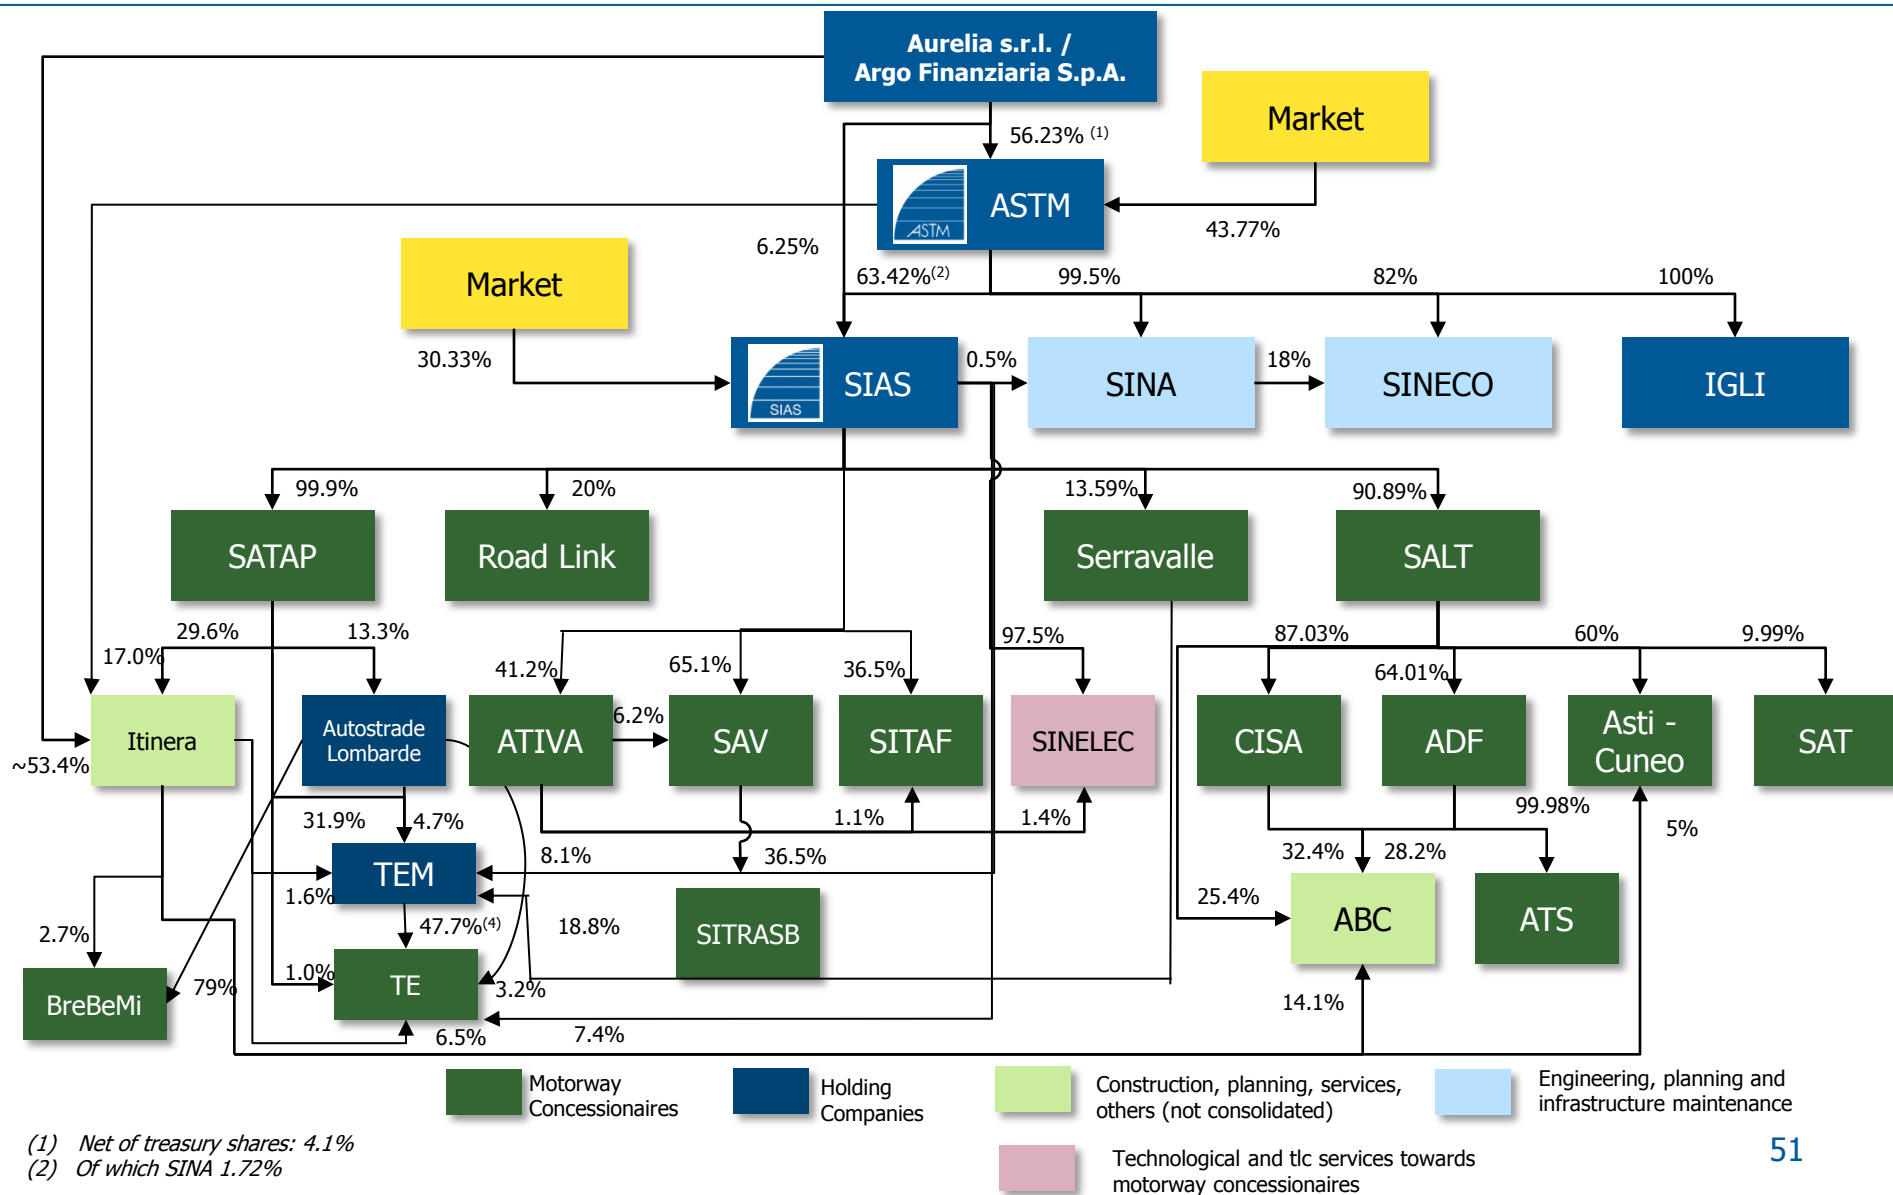 Aurelia s.r.l. /
Argo Finanziaria S.p.A.
Market
56.23% (1)
ASTM
ASTM
43.77%
6.25%
Market
63.42%(2)
99.5%
82%
100%
30.33%
SIAS
SIAS
0.5%
SINA
18%
SINECO
IGLI
99.9%
20%
13.59%
90.89%
SATAP
Road Link
Serravalle
SALT
29.6%
13.3%
17.0%
41.2%
65.1%
36.5%
97.5%
87.03%
64.01%
60%
9.99%
Itinera
Autostrade
Lombarde
ATIVA
6.2%
SAV
SITAF
SINELEC
CISA
ADF
Asti -
Cuneo
SAT
~53.4%
31.9%
4.7%
1.1%
1.4%
99.98%
5%
8.1%
36.5%
32.4%
28.2%
TEM
1.6%
25.4%
ABC
ATS
2.7%
47.7%(4)
18.8%
SITRASB
BreBeMi
79%
1.0%
TE
3.2%
14.1%
6.5%
7.4%
Motorway
Concessionaires
Holding
Companies
Construction, planning, services,
others (not consolidated)
Engineering, planning and
infrastructure maintenance
Technological and tlc services towards
motorway concessionaires
(1) Net of treasury shares: 4.1%
(2) Of which SINA 1.72%
51